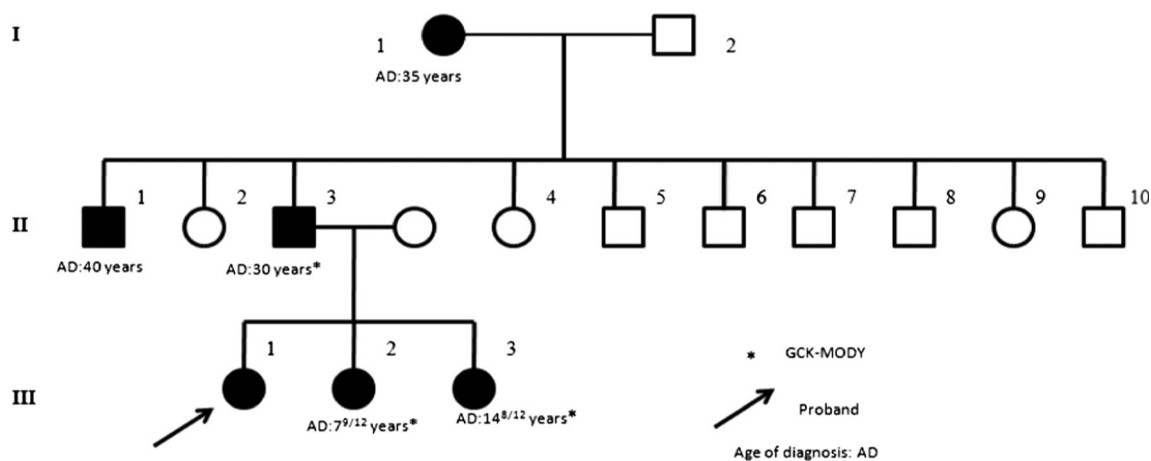 I
1
2
AD:35 years
1
2
3
4
5
6
7
8
9
10
II
AD:40 years
AD:30 years*
1
2
3
* GCK-MODY
III
AD:7 9/12 years*
AD:14 8/12 years*
Proband
Age of diagnosis: AD